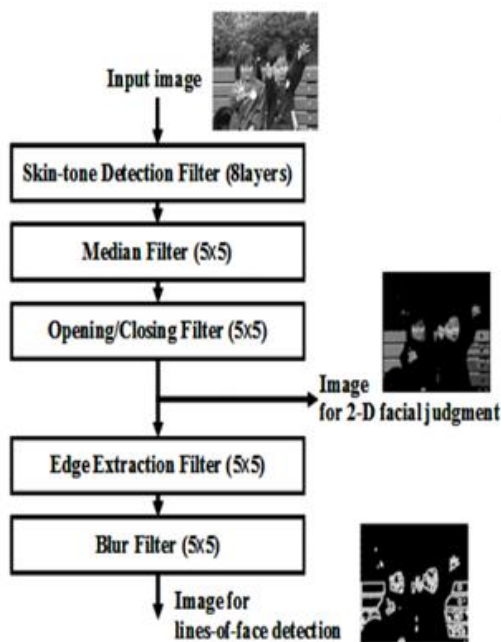 Input image
Skin-tone Detection Filter (8layers)
Median Filter (5x5)
Opening/Closing Filter (5x5)
Image
for 2-D facial judgment
Edge Extraction Filter (5x5)
Blur Filter (5x5)
Image for
lines-of-face detection